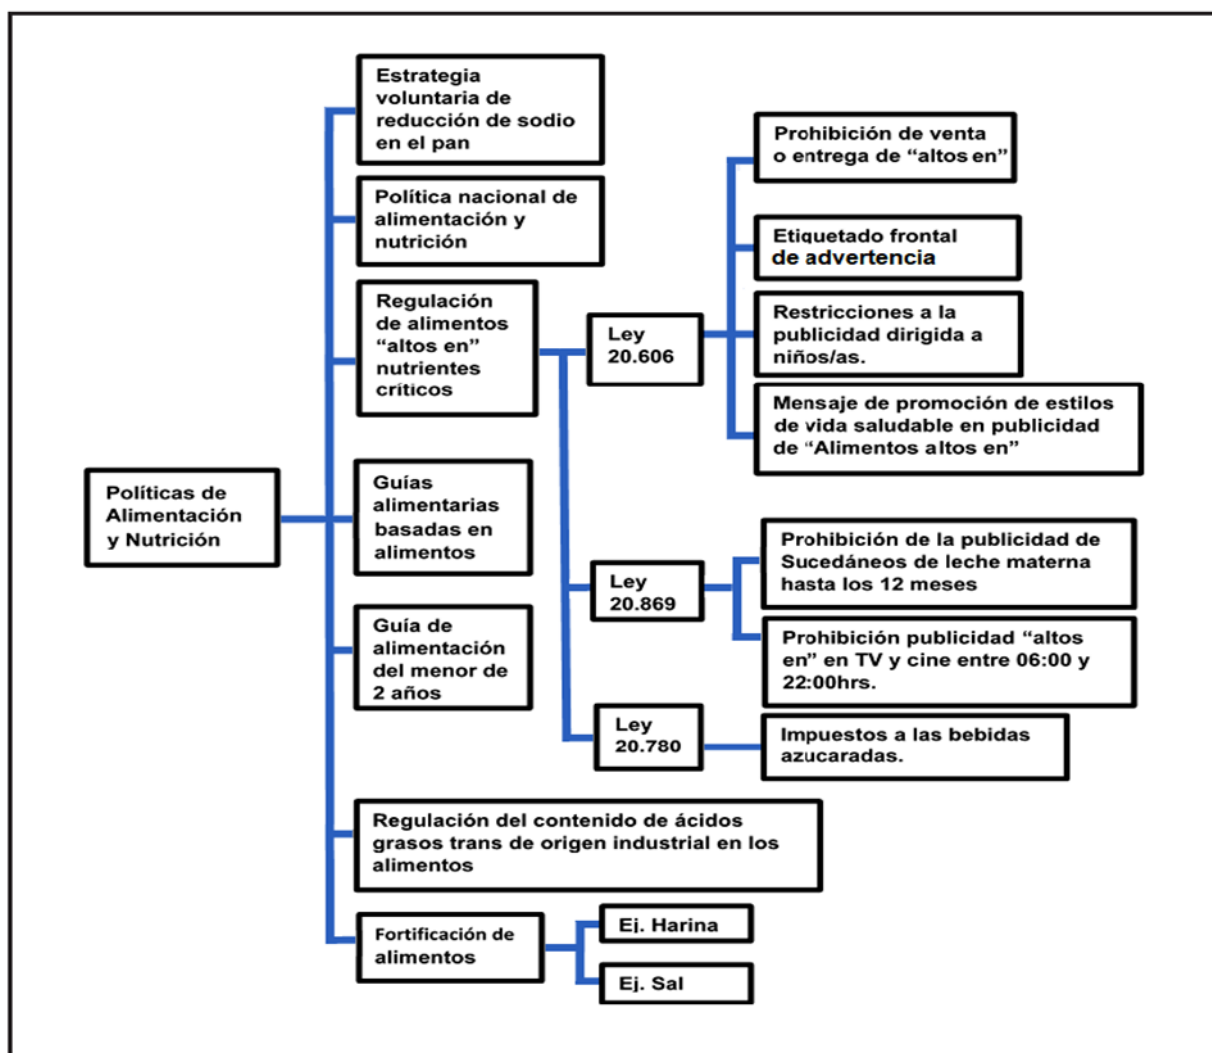 Políticas de
Alimentación
y Nutrición
Estrategia
voluntaria de
reducción de sodio
en el pan
Política nacional de
alimentación y
nutrición
Regulación
de alimentos
“altos en”
nutrientes
críticos
Ley
20.606
Prohibición de venta
o entrega de “altos en”
Etiquetado frontal
de advertencia
Restricciones a la
publicidad dirigida a
niños/as.
Mensaje de promoción de estilos
de vida saludable en publicidad
de “Alimentos altos en”
Ley
20.869
Prohibición de la publicidad de
Sucedáneos de leche materna
hasta los 12 meses
Prohibición publicidad “altos
en” en TV y cine entre 06:00 y
22:00hrs.
Ley
20.780
Impuestos a las bebidas
azucaradas.
Guías
alimentarias
basadas en
alimentos
Guía de
alimentación
del menor de
2 años
Regulación del contenido de ácidos
grasos trans de origen industrial en los
alimentos
Fortificación de
alimentos
Ej. Harina
Ej. Sal